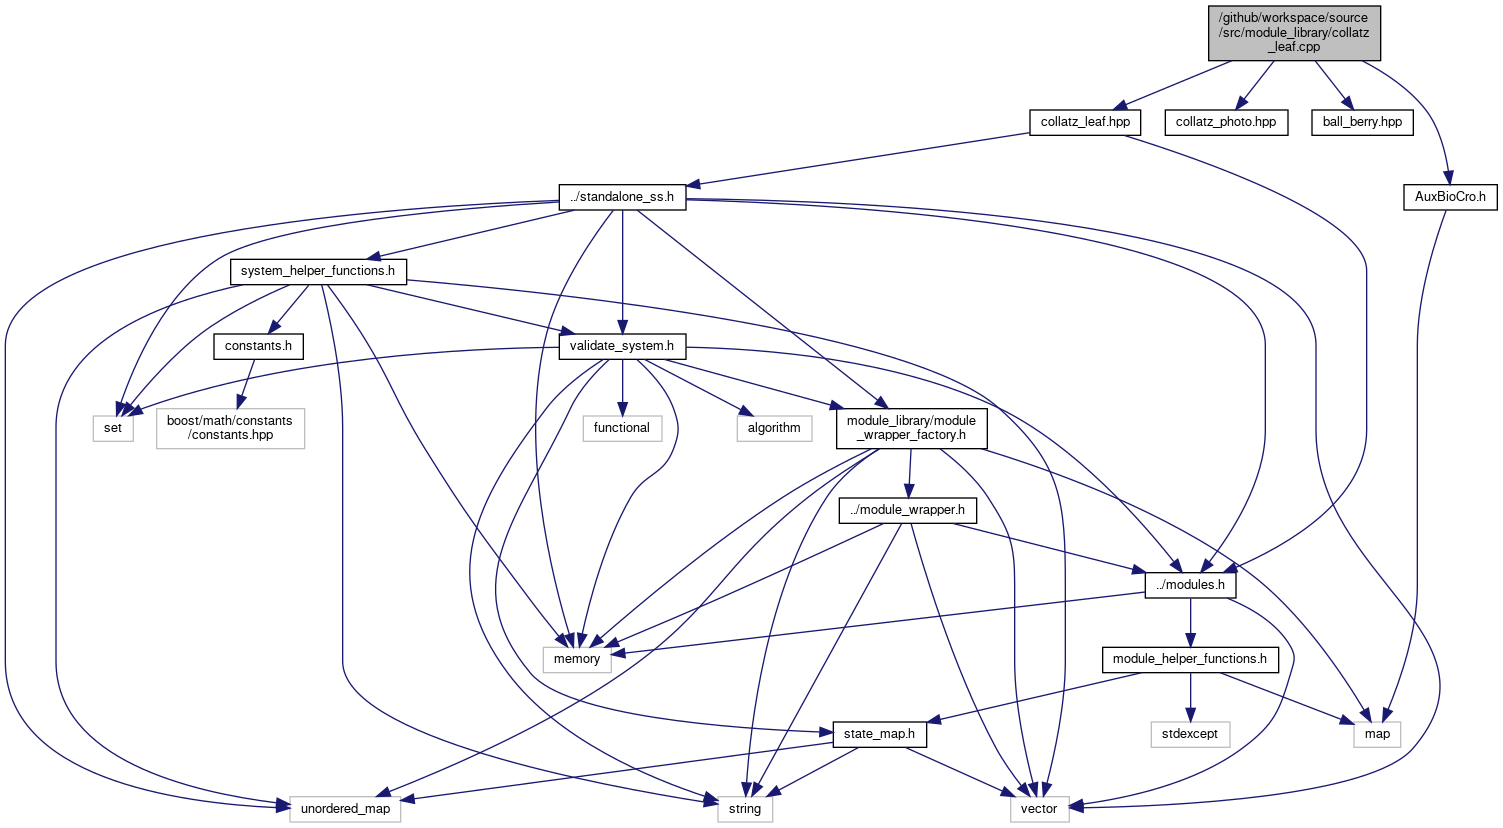 /github/workspace/source
/src/module_library/collatz
_leaf.cpp
collatz_leaf.hpp
collatz_photo.hpp
ball_berry.hpp
../standalone_ss.h
AuxBioCro.h
system_helper_functions.h
constants.h
validate_system.h
set
boost/math/constants
/constants.hpp
functional
algorithm
module_library/module
_wrapper_factory.h
../module_wrapper.h
../modules.h
memory
module_helper_functions.h
state_map.h
stdexcept
map
unordered_map
string
vector